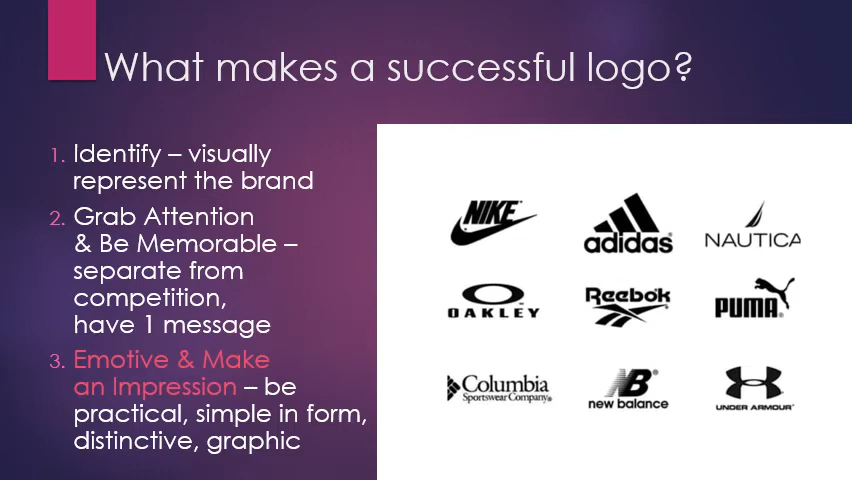 What makes a successful logo?
1. Identify – visually
represent the brand
2. Grab Attention
& Be Memorable –
separate from
competition,
have 1 message
3. Emotive & Make
an Impression – be
practical, simple in form,
distinctive, graphic
NIKE
adidas®
NAUTICA
OAKLEY
Reebok
PUMA®
Columbia
Sportswear Company®
NB®
new balance
UNDER ARMOUR®